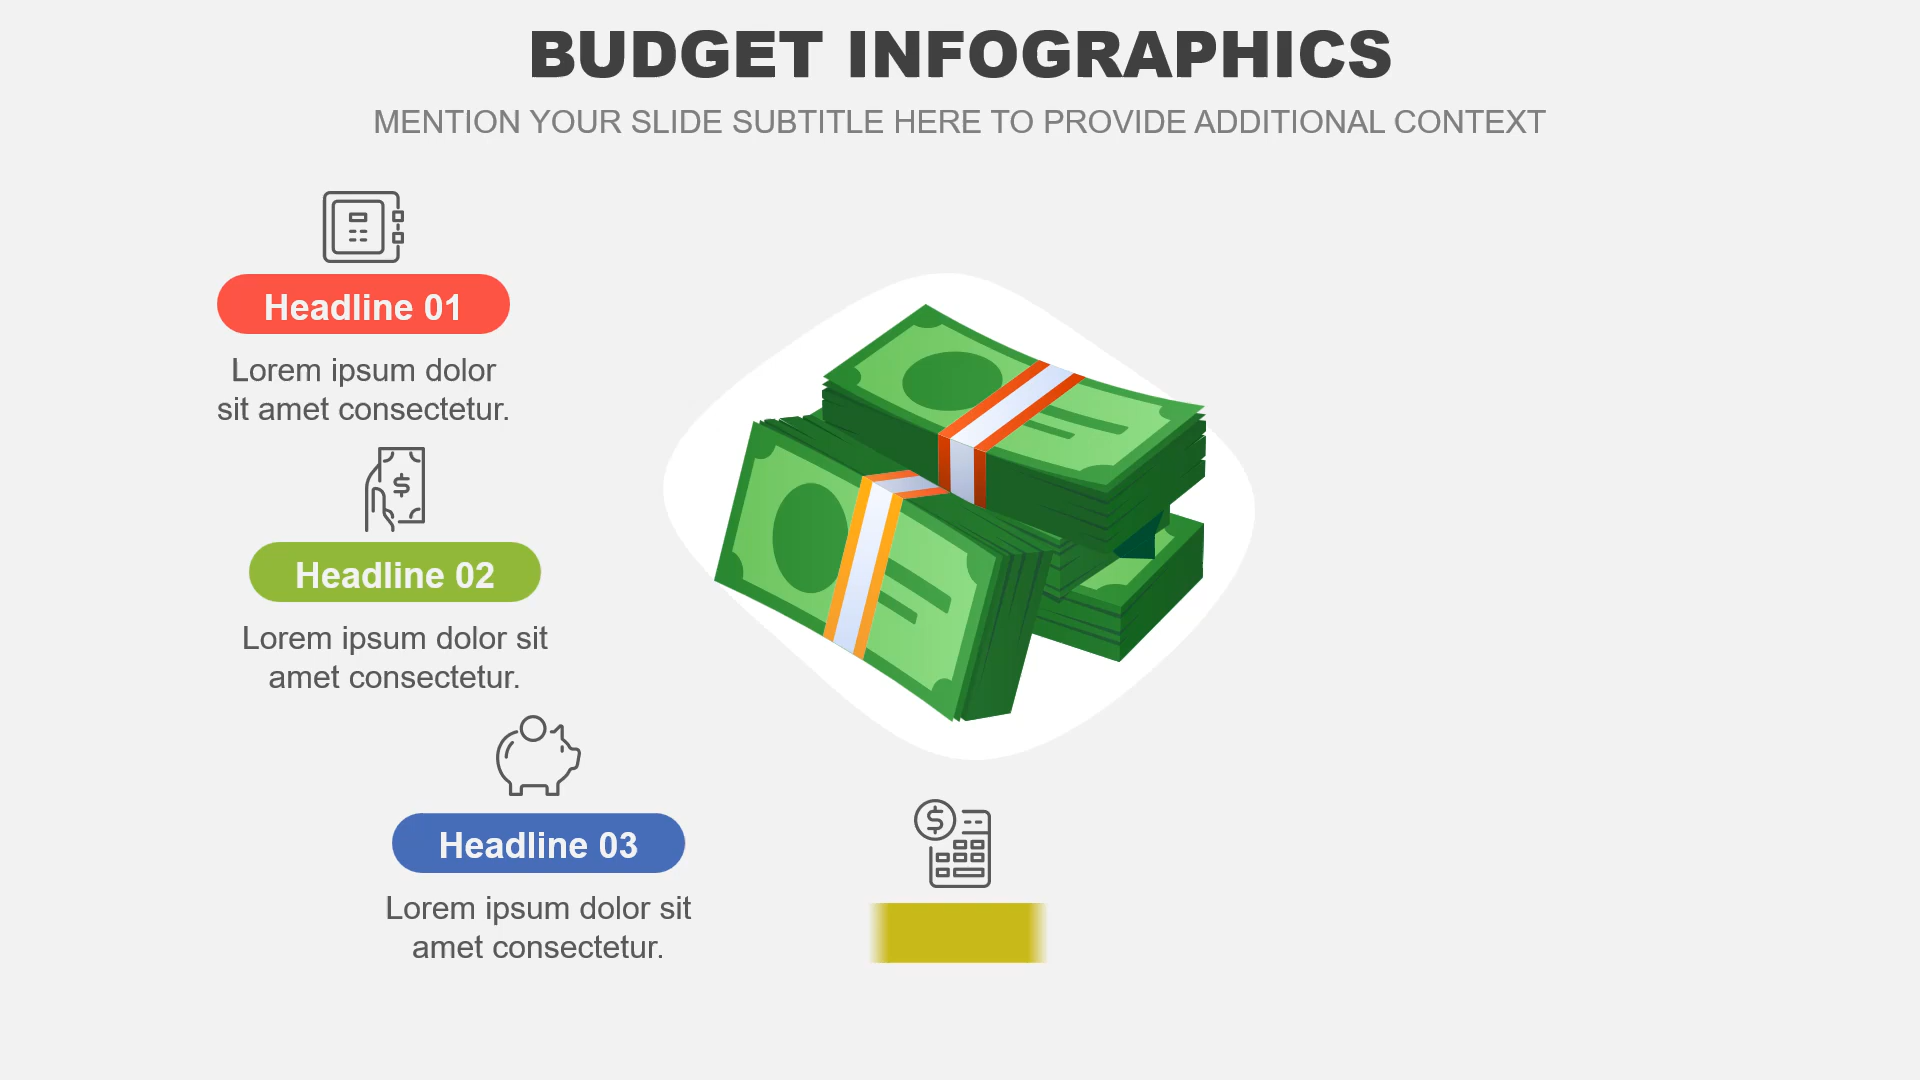 BUDGET INFOGRAPHICS
MENTION YOUR SLIDE SUBTITLE HERE TO PROVIDE ADDITIONAL CONTEXT
Headline 01
Lorem ipsum dolor
sit amet consectetur.
$
Headline 02
Lorem ipsum dolor sit
amet consectetur.
Headline 03
Lorem ipsum dolor sit
amet consectetur.
$